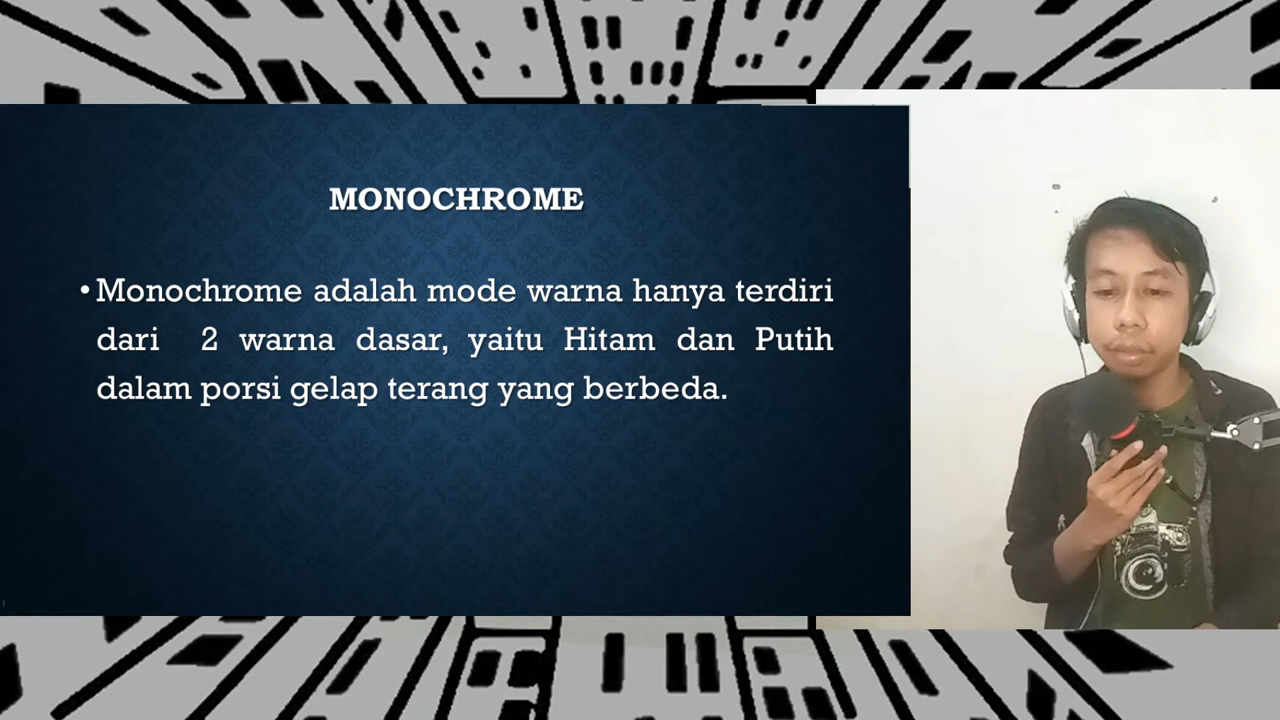 MONOCHROME
• Monochrome adalah mode warna hanya terdiri
dari 2 warna dasar, yaitu Hitam dan Putih
dalam porsi gelap terang yang berbeda.